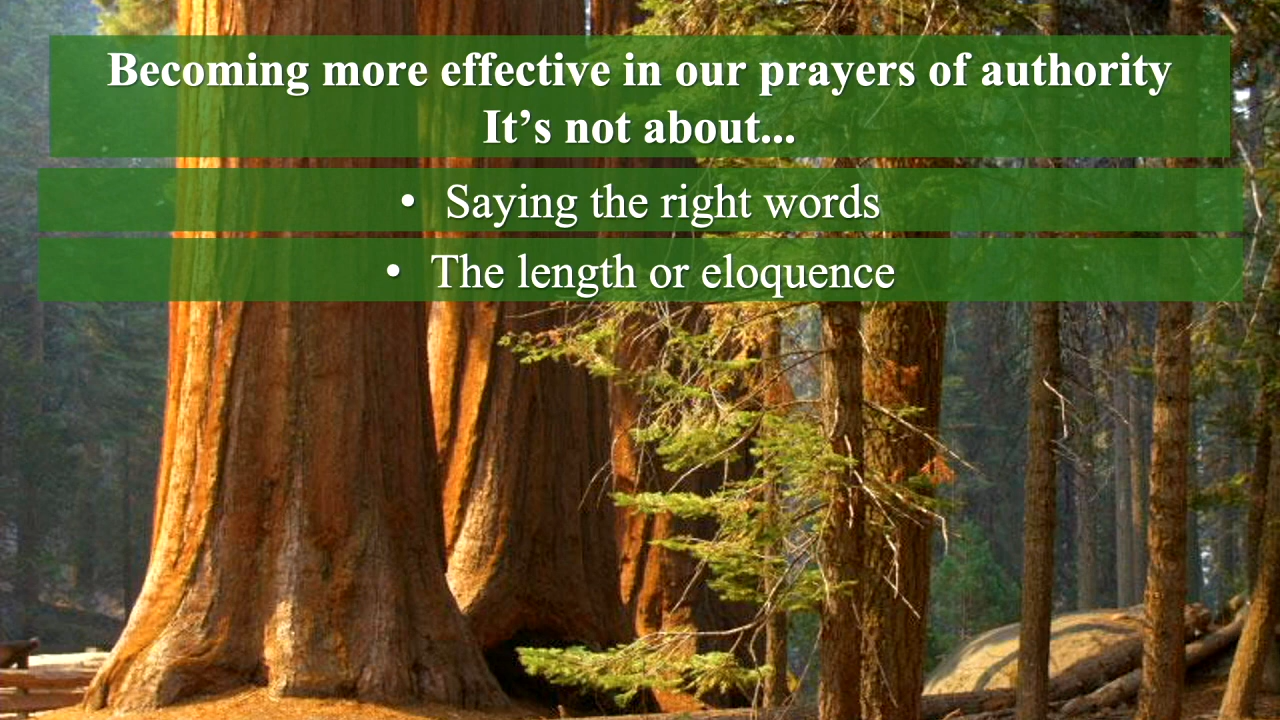 Becoming more effective in our prayers of authority
It’s not about...
• Saying the right words
• The length or eloquence